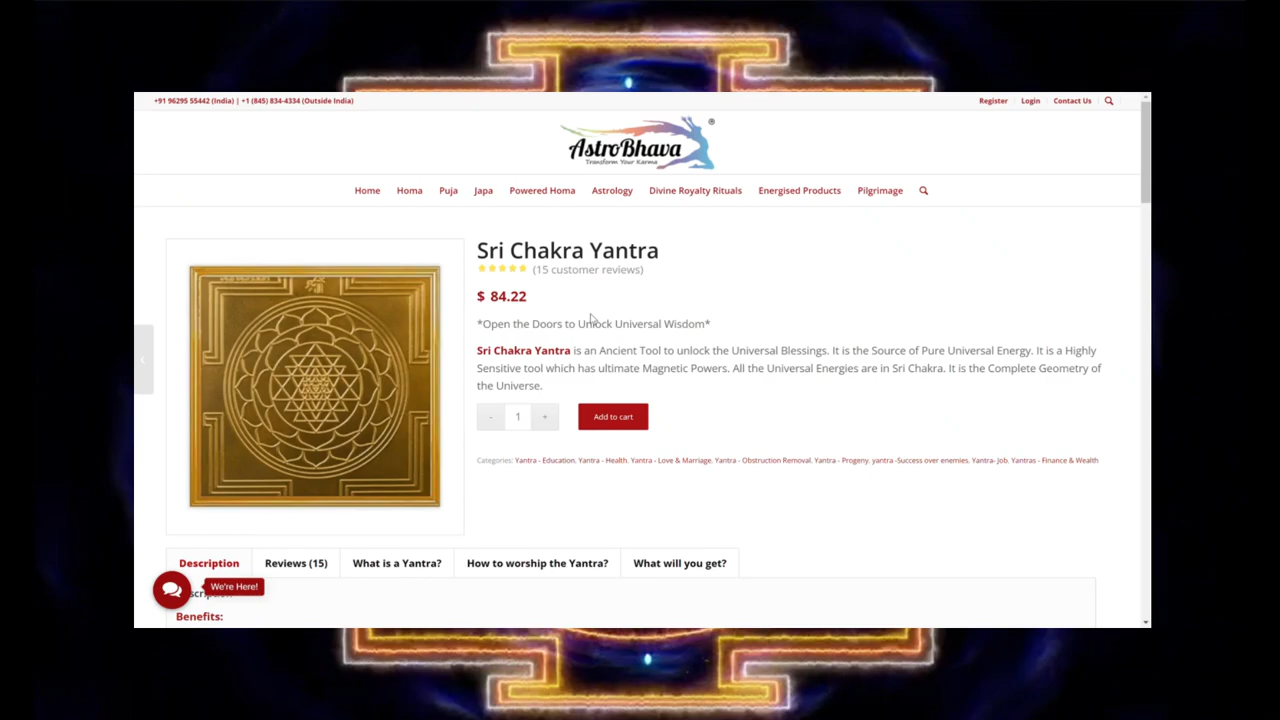 +91 96295 55442 (India) | +1 (845) 834-4334 (Outside India)
Register Login Contact Us
AstroBhava ®
Transform Your Karma
Home Homa Puja Japa Powered Homa Astrology Divine Royalty Rituals Energised Products Pilgrimage
Sri Chakra Yantra
(15 customer reviews)
$ 84.22
*Open the Doors to Unlock Universal Wisdom*
Sri Chakra Yantra is an Ancient Tool to unlock the Universal Blessings. It is the Source of Pure Universal Energy. It is a Highly
Sensitive tool which has ultimate Magnetic Powers. All the Universal Energies are in Sri Chakra. It is the Complete Geometry of
the Universe.
- 1 + Add to cart
Categories: Yantra - Education, Yantra - Health, Yantra - Love & Marriage, Yantra - Obstruction Removal, Yantra - Progeny, yantra -Success over enemies, Yantra- Job, Yantras - Finance & Wealth
Description Reviews (15) What is a Yantra? How to worship the Yantra? What will you get?
We're Here!
Benefits: